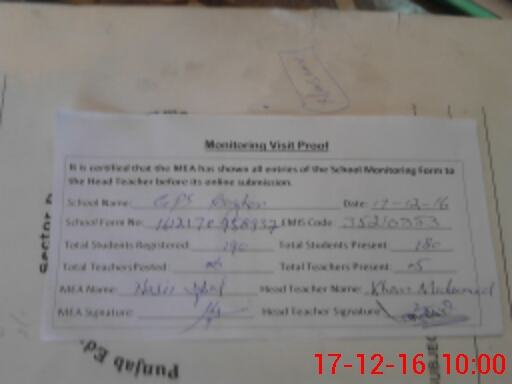 Monitoring Visit Proof
It is certified that the MEA has shown all entries of the School Monitoring Form to
the Head Teacher before its online submission.
School Name: GPS Date: 17-12-16
School Form No: EMIS Code: 35210353
Total Students Registered: 190 Total Students Present: 180
Total Teachers Posted: Total Teachers Present: 05
MEA Name: Head Teacher Name: Khan Muhammad
MEA Signature: Head Teacher Signature
Punjab Ed
17-12-16 10:00